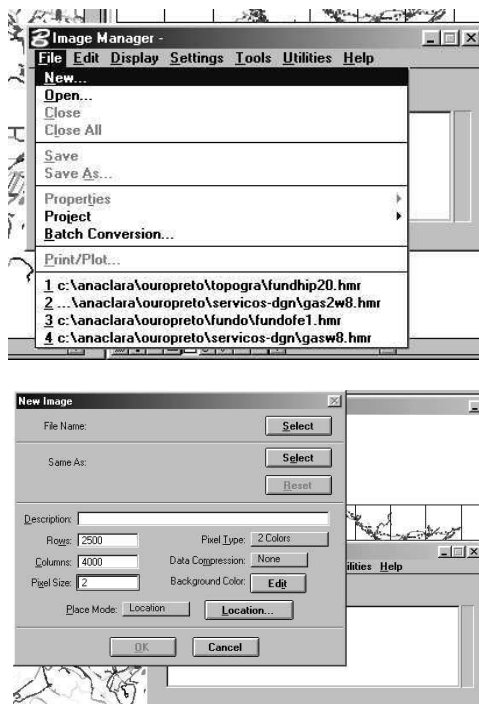 Image Manager -
File Edit Display Settings Tools Utilities Help
New...
Open...
Close
Close All
Save
Save As...
Properties
Project
Batch Conversion...
Print/Plot...
1 c:\anaclara\ouropreto\topogra\fundhip20.hmr
2 ...\anaclara\ouropreto\servicos-dgn\gas2w8.hmr
3 c:\anaclara\ouropreto\fundo\fundofe1.hmr
4 c:\anaclara\ouropreto\servicos-dgn\gasw8.hmr
New Image
File Name: Select
Same As: Select
Reset
Description:
Rows: 2500 Pixel Type: 2 Colors
Columns: 4000 Data Compression: None
Pixel Size: 2 Background Color: Edit
Place Mode: Location Location...
OK Cancel
ilities Help